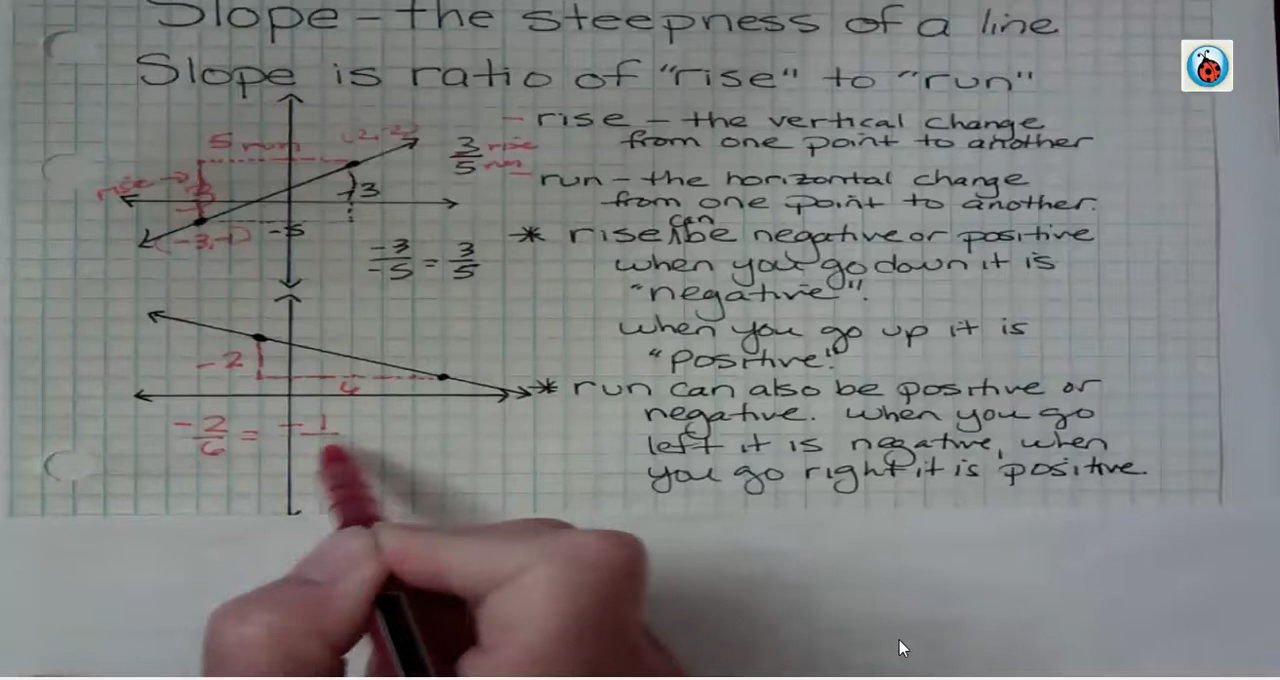 Slope - the steepness of a line
Slope is ratio of "rise" to "run"
- rise - the vertical change
from one point to another
run - the horizontal change
from one point to another.
* rise can be negative or positive
when you go down it is
"negative".
when you go up it is
"positive".
* run can also be positive or
negative. When you go
left it is negative, when
you go right it is positive.
5 run
3/5 rise/run
rise →
+3
(-3,-1)
-5
-3/-5 = 3/5
-2
6
-2/6 = -1/